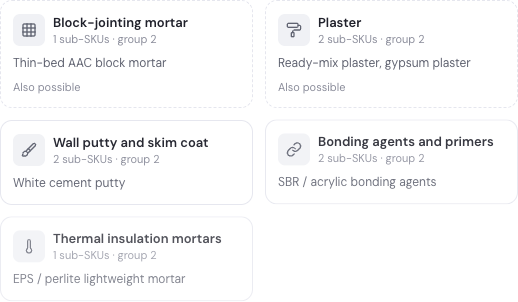 Block-jointing mortar
1 sub-SKUs · group 2
Thin-bed AAC block mortar
Also possible
Plaster
2 sub-SKUs · group 2
Ready-mix plaster, gypsum plaster
Also possible
Wall putty and skim coat
2 sub-SKUs · group 2
White cement putty
Bonding agents and primers
2 sub-SKUs · group 2
SBR / acrylic bonding agents
Thermal insulation mortars
1 sub-SKUs · group 2
EPS / perlite lightweight mortar